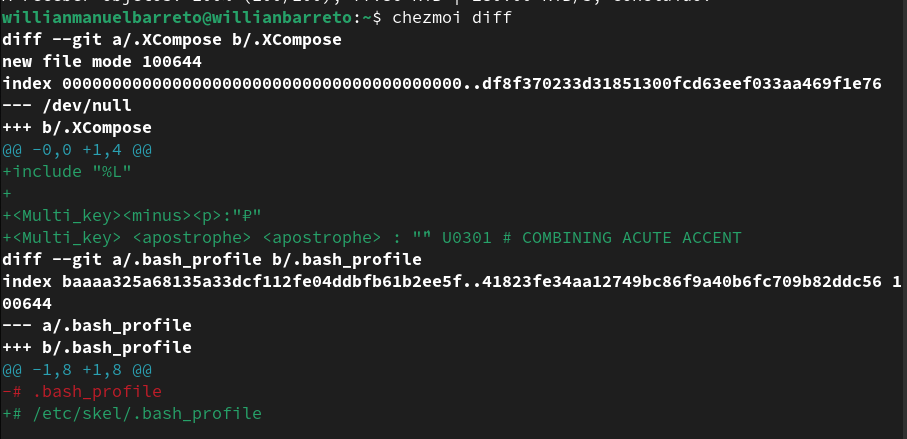 willianmanuelbarreto@willianbarreto:~$ chezmoi diff
diff --git a/.XCompose b/.XCompose
new file mode 100644
index 0000000000000000000000000000000000000000..df8f370233d31851300fcd63eef033aa469f1e76
--- /dev/null
+++ b/.XCompose
@@ -0,0 +1,4 @@
+include "%L"
+
+<Multi_key><minus><p>:"₽"
+<Multi_key> <apostrophe> <apostrophe> : "́" U0301 # COMBINING ACUTE ACCENT
diff --git a/.bash_profile b/.bash_profile
index baaaa325a68135a33dcf112fe04ddbfb61b2ee5f..41823fe34aa12749bc86f9a40b6fc709b82ddc56 1
00644
--- a/.bash_profile
+++ b/.bash_profile
@@ -1,8 +1,8 @@
-# .bash_profile
+# /etc/skel/.bash_profile